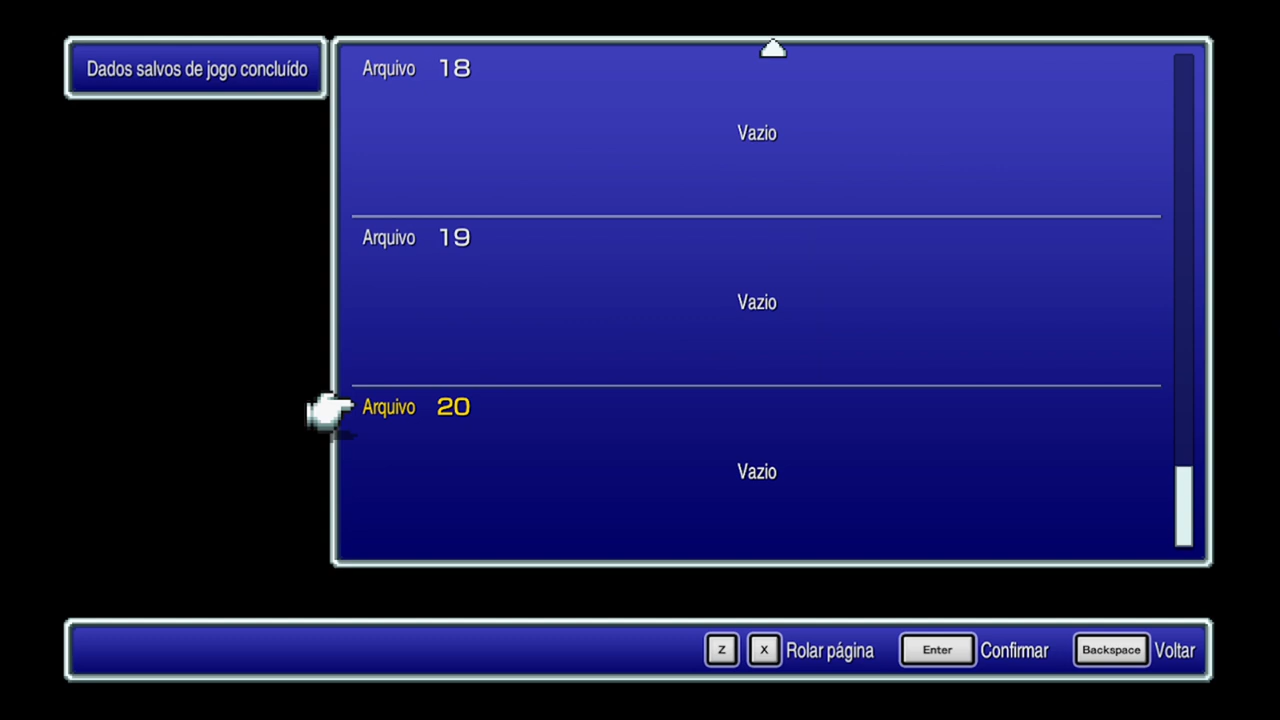 Dados salvos de jogo concluído
Arquivo 18
Vazio
Arquivo 19
Vazio
Arquivo 20
Vazio
Z X Rolar página Enter Confirmar Backspace Voltar